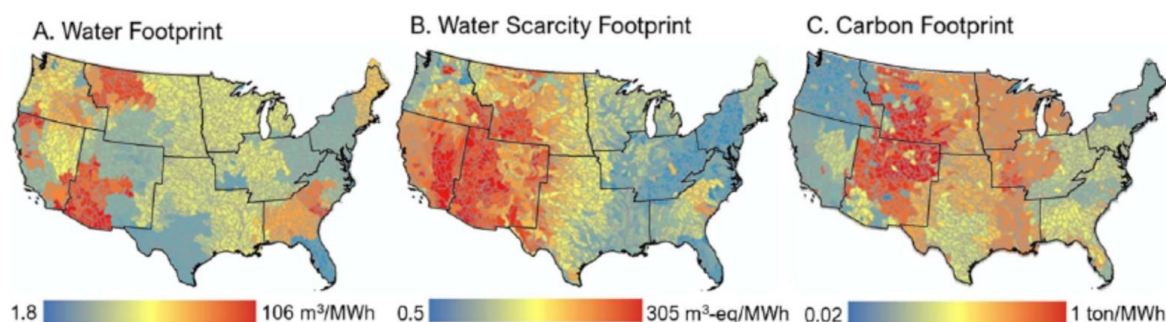 A. Water Footprint
B. Water Scarcity Footprint
C. Carbon Footprint
1.8 106 m³/MWh
0.5 305 m³-eq/MWh
0.02 1 ton/MWh